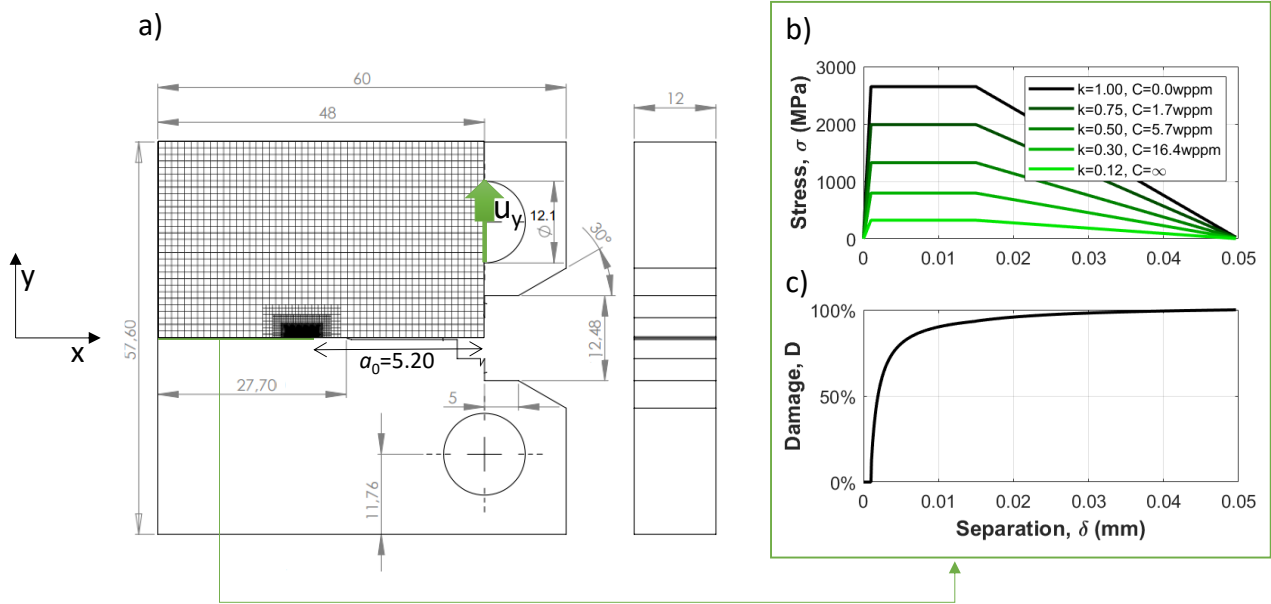 a)
60
48
12
57,60
27,70
a0=5.20
5
11,76
12,48
30°
12.1
Ø
uy
y
x
b)
3000
2000
1000
0
Stress, σ (MPa)
k=1.00, C=0.0wppm
k=0.75, C=1.7wppm
k=0.50, C=5.7wppm
k=0.30, C=16.4wppm
k=0.12, C=∞
0
0.01
0.02
0.03
0.04
0.05
c)
100%
50%
0%
Damage, D
0
0.01
0.02
0.03
0.04
0.05
Separation, δ (mm)